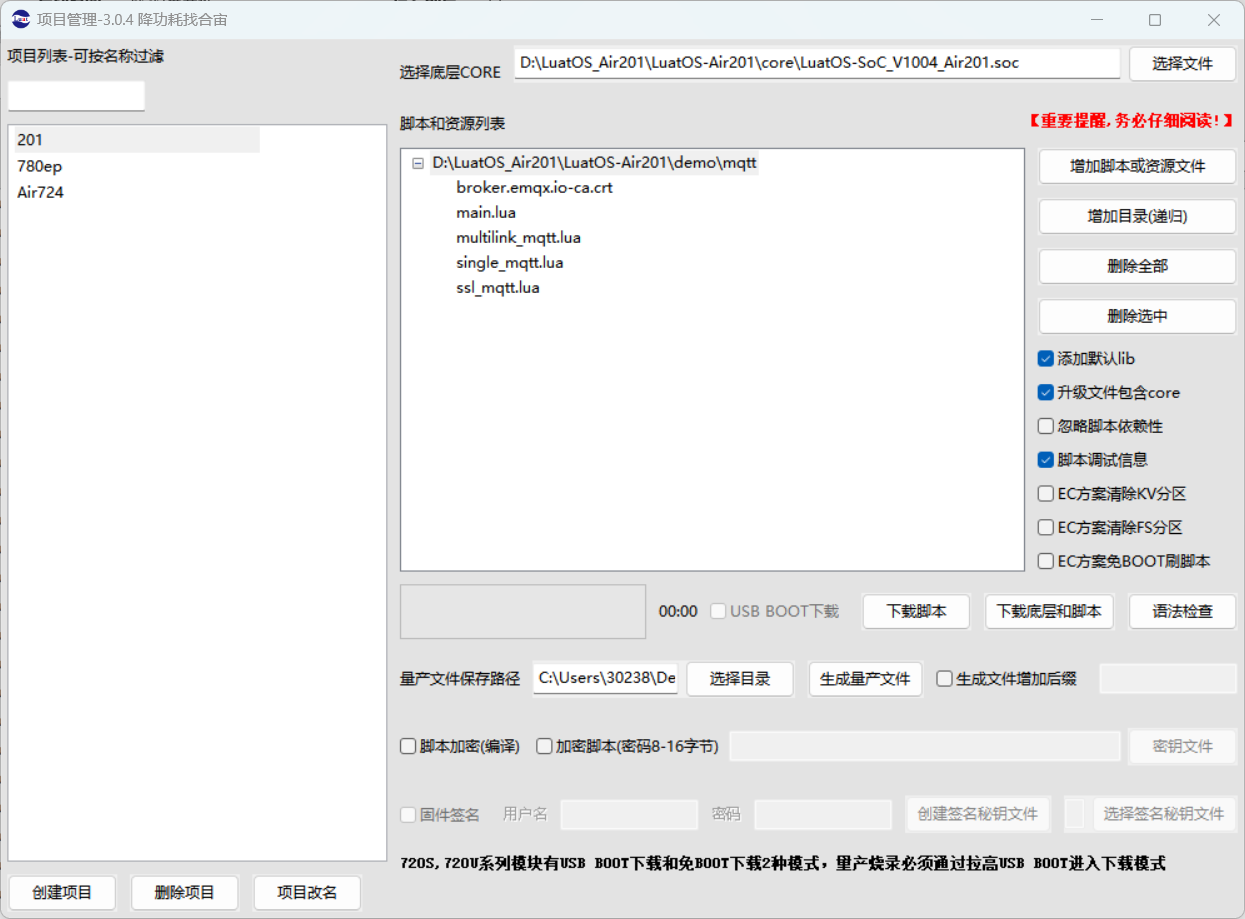 Luat 项目管理-3.0.4 降功耗找合宙
项目列表-可按名称过滤
201
780ep
Air724
创建项目 删除项目 项目改名
选择底层CORE D:\LuatOS_Air201\LuatOS-Air201\core\LuatOS-SoC_V1004_Air201.soc 选择文件
脚本和资源列表
【重要提醒,务必仔细阅读!】
D:\LuatOS_Air201\LuatOS-Air201\demo\mqtt
broker.emqx.io-ca.crt
main.lua
multilink_mqtt.lua
single_mqtt.lua
ssl_mqtt.lua
增加脚本或资源文件
增加目录(递归)
删除全部
删除选中
添加默认lib
升级文件包含core
忽略脚本依赖性
脚本调试信息
EC方案清除KV分区
EC方案清除FS分区
EC方案免BOOT刷脚本
00:00 USB BOOT下载 下载脚本 下载底层和脚本 语法检查
量产文件保存路径 C:\Users\30238\De 选择目录 生成量产文件 生成文件增加后缀
脚本加密(编译) 加密脚本(密码8-16字节) 密钥文件
固件签名 用户名 密码 创建签名秘钥文件 选择签名秘钥文件
720S,720U系列模块有USB BOOT下载和免BOOT下载2种模式，量产烧录必须通过拉高USB BOOT进入下载模式